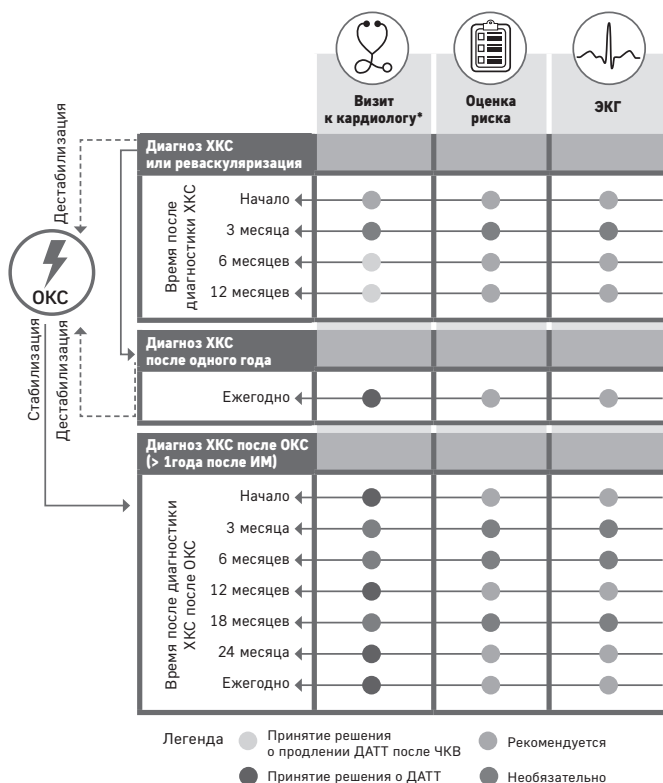 Визит
к кардиологу*
Оценка
риска
ЭКГ
Дестабилизация
ОКС
Стабилизация
Дестабилизация
Диагноз ХКС
или реваскуляризация
Время после
диагностики ХКС
Начало
3 месяца
6 месяцев
12 месяцев
Диагноз ХКС
после одного года
Ежегодно
Диагноз ХКС после ОКС
(> 1года после ИМ)
Время после диагностики
ХКС после ОКС
Начало
3 месяца
6 месяцев
12 месяцев
18 месяцев
24 месяца
Ежегодно
Легенда
Принятие решения
о продлении ДАТТ после ЧКВ
Рекомендуется
Принятие решения о ДАТТ
Необязательно